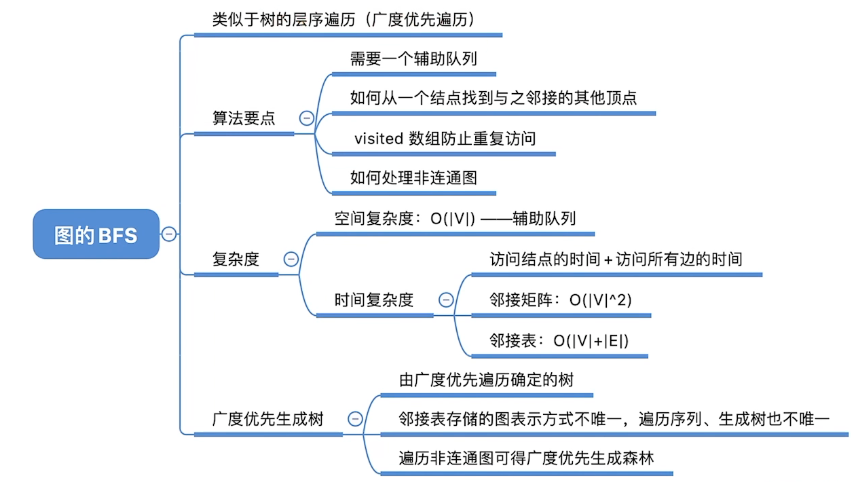 图的BFS
类似于树的层序遍历（广度优先遍历）
算法要点
需要一个辅助队列
如何从一个结点找到与之邻接的其他顶点
visited 数组防止重复访问
如何处理非连通图
复杂度
空间复杂度：O(|V|) ——辅助队列
时间复杂度
访问结点的时间+访问所有边的时间
邻接矩阵：O(|V|^2)
邻接表：O(|V|+|E|)
广度优先生成树
由广度优先遍历确定的树
邻接表存储的图表示方式不唯一，遍历序列、生成树也不唯一
遍历非连通图可得广度优先生成森林